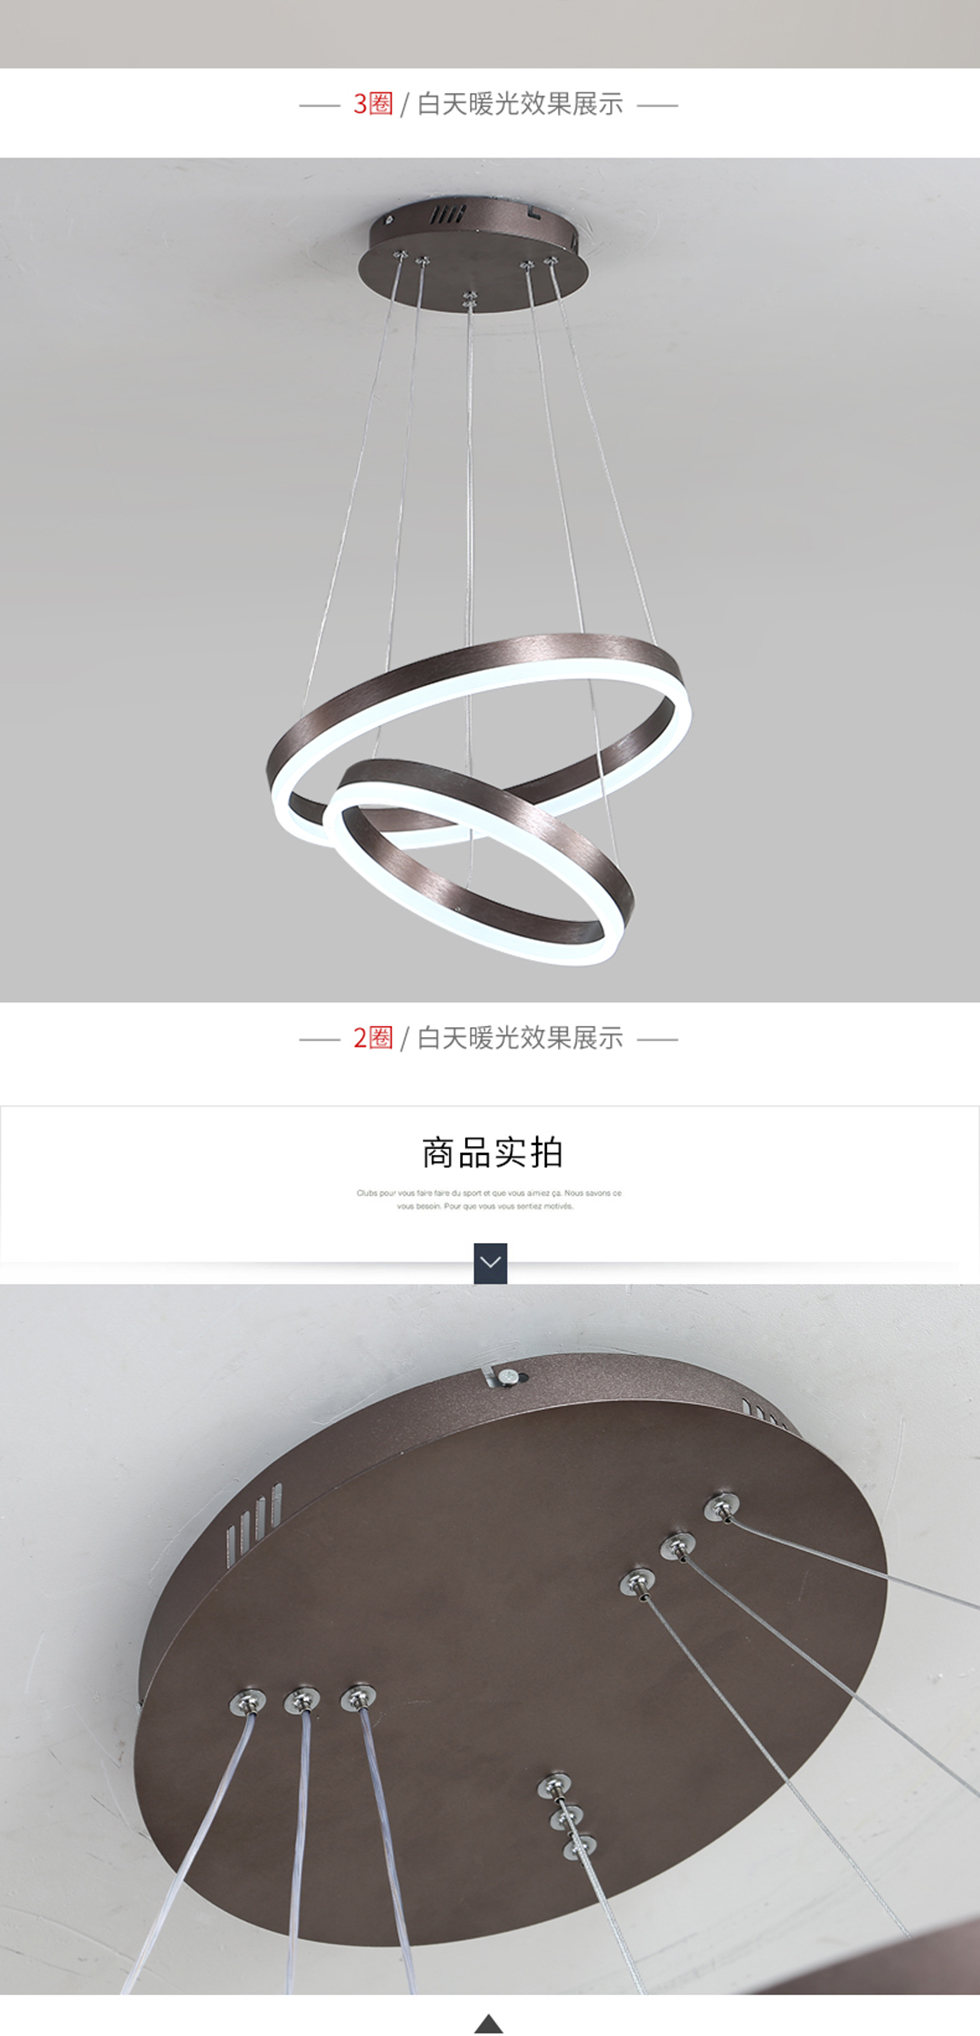 3圈 / 白天暖光效果展示
2圈 / 白天暖光效果展示
商品实拍
Clubs pour vous faire faire du sport et que vous aimiez ça. Nous savons ce
vous besoin. Pour que vous vous sentiez motivés.